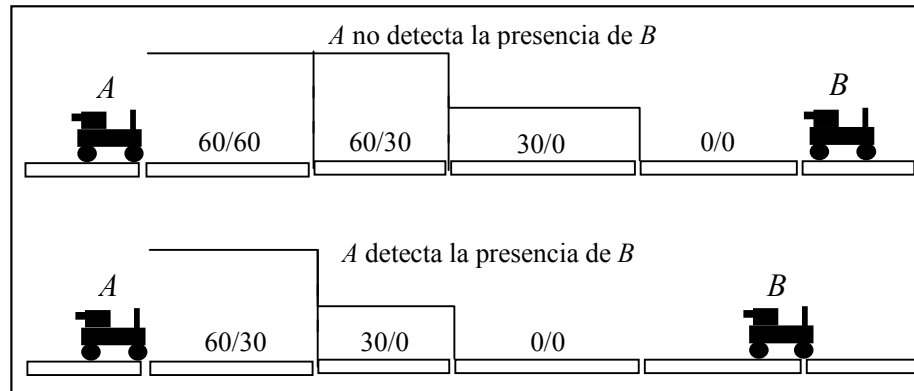 A no detecta la presencia de B
A B
60/60 60/30 30/0 0/0
A detecta la presencia de B
A B
60/30 30/0 0/0